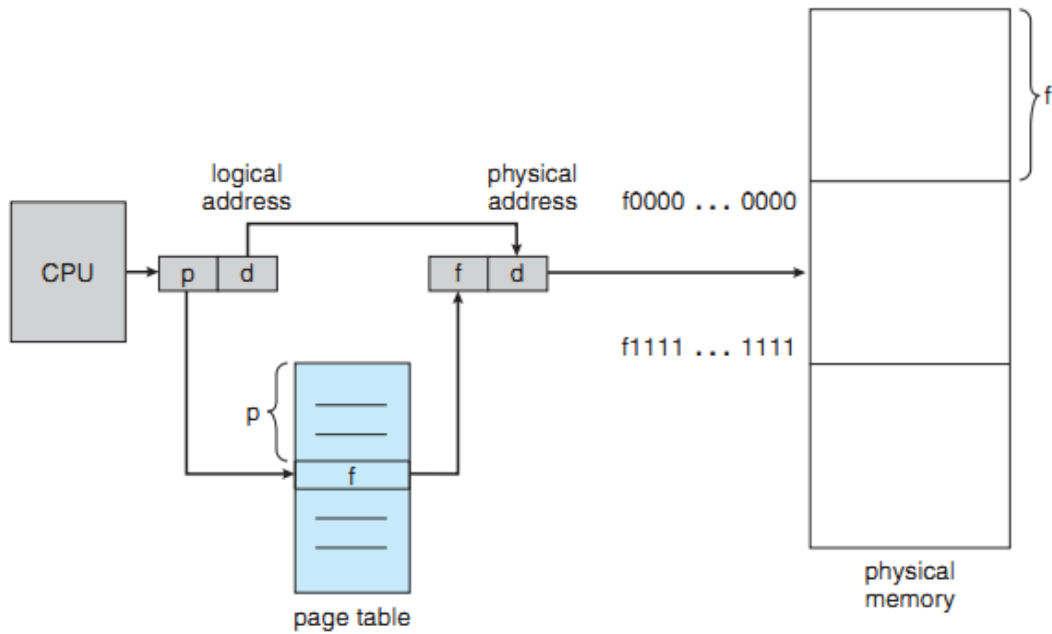 f
logical
address
physical
address
f0000 ... 0000
CPU
p
d
f
d
f1111 ... 1111
p
f
page table
physical
memory